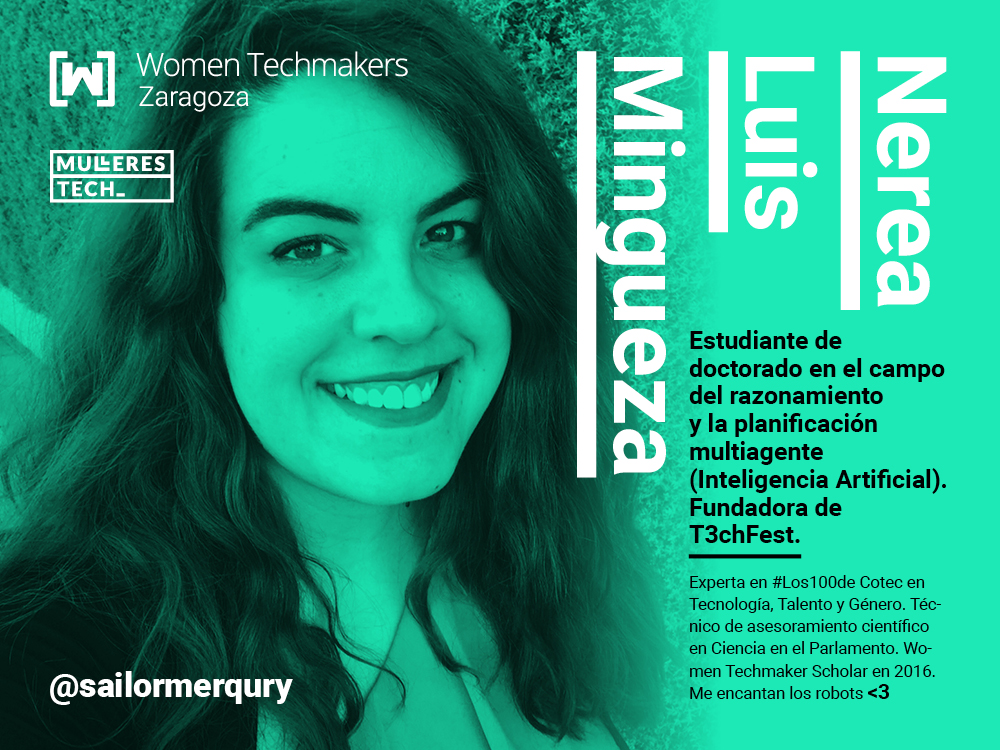 Women Techmakers
Zaragoza
MUJERES
TECH_
Nerea
Luis
Mingueza
Estudiante de
doctorado en el campo
del razonamiento
y la planificación
multiagente
(Inteligencia Artificial).
Fundadora de
T3chFest.
Experta en #Los100de Cotec en
Tecnología, Talento y Género. Téc-
nico de asesoramiento científico
en Ciencia en el Parlamento. Wo-
men Techmaker Scholar en 2016.
Me encantan los robots <3
@sailormerqury